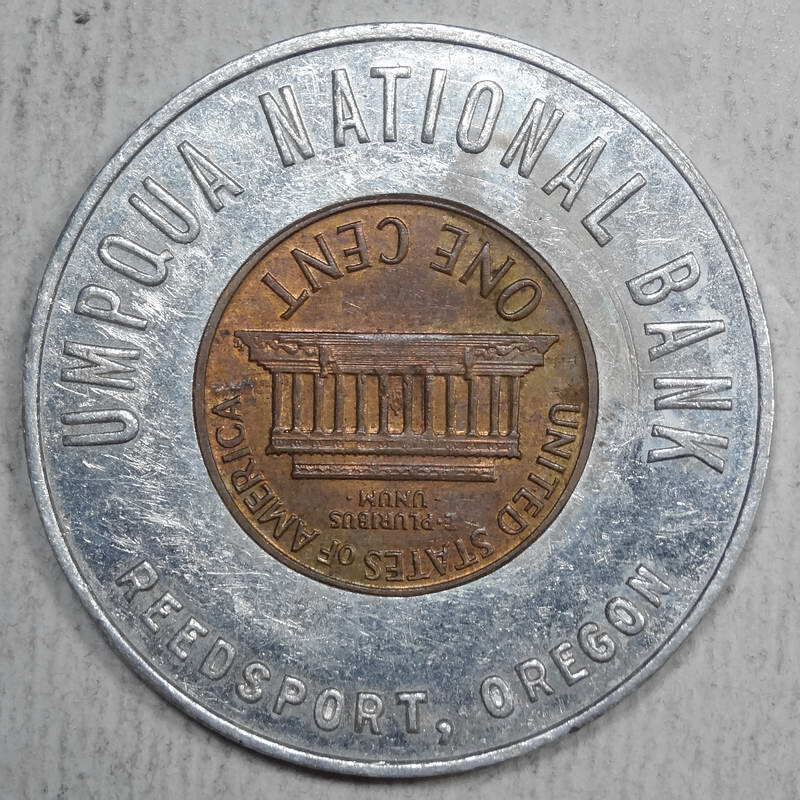 UMPQUA NATIONAL BANK
REEDSPORT, OREGON
UNITED STATES OF AMERICA
E·PLURIBUS
·UNUM·
ONE CENT